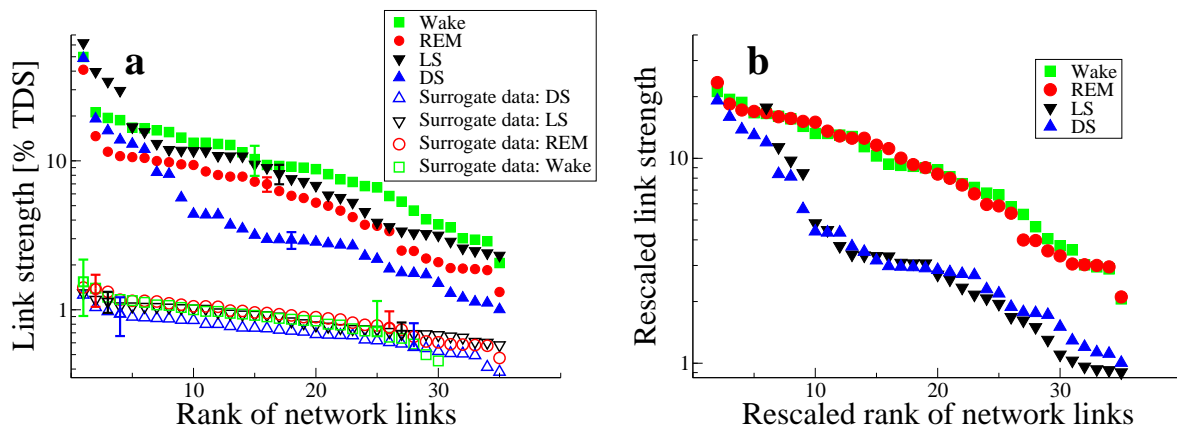 a
Wake
REM
LS
DS
Surrogate data: DS
Surrogate data: LS
Surrogate data: REM
Surrogate data: Wake
Link strength [% TDS]
10
1
10
20
30
Rank of network links
b
Wake
REM
LS
DS
Rescaled link strength
10
1
0
10
20
30
Rescaled rank of network links